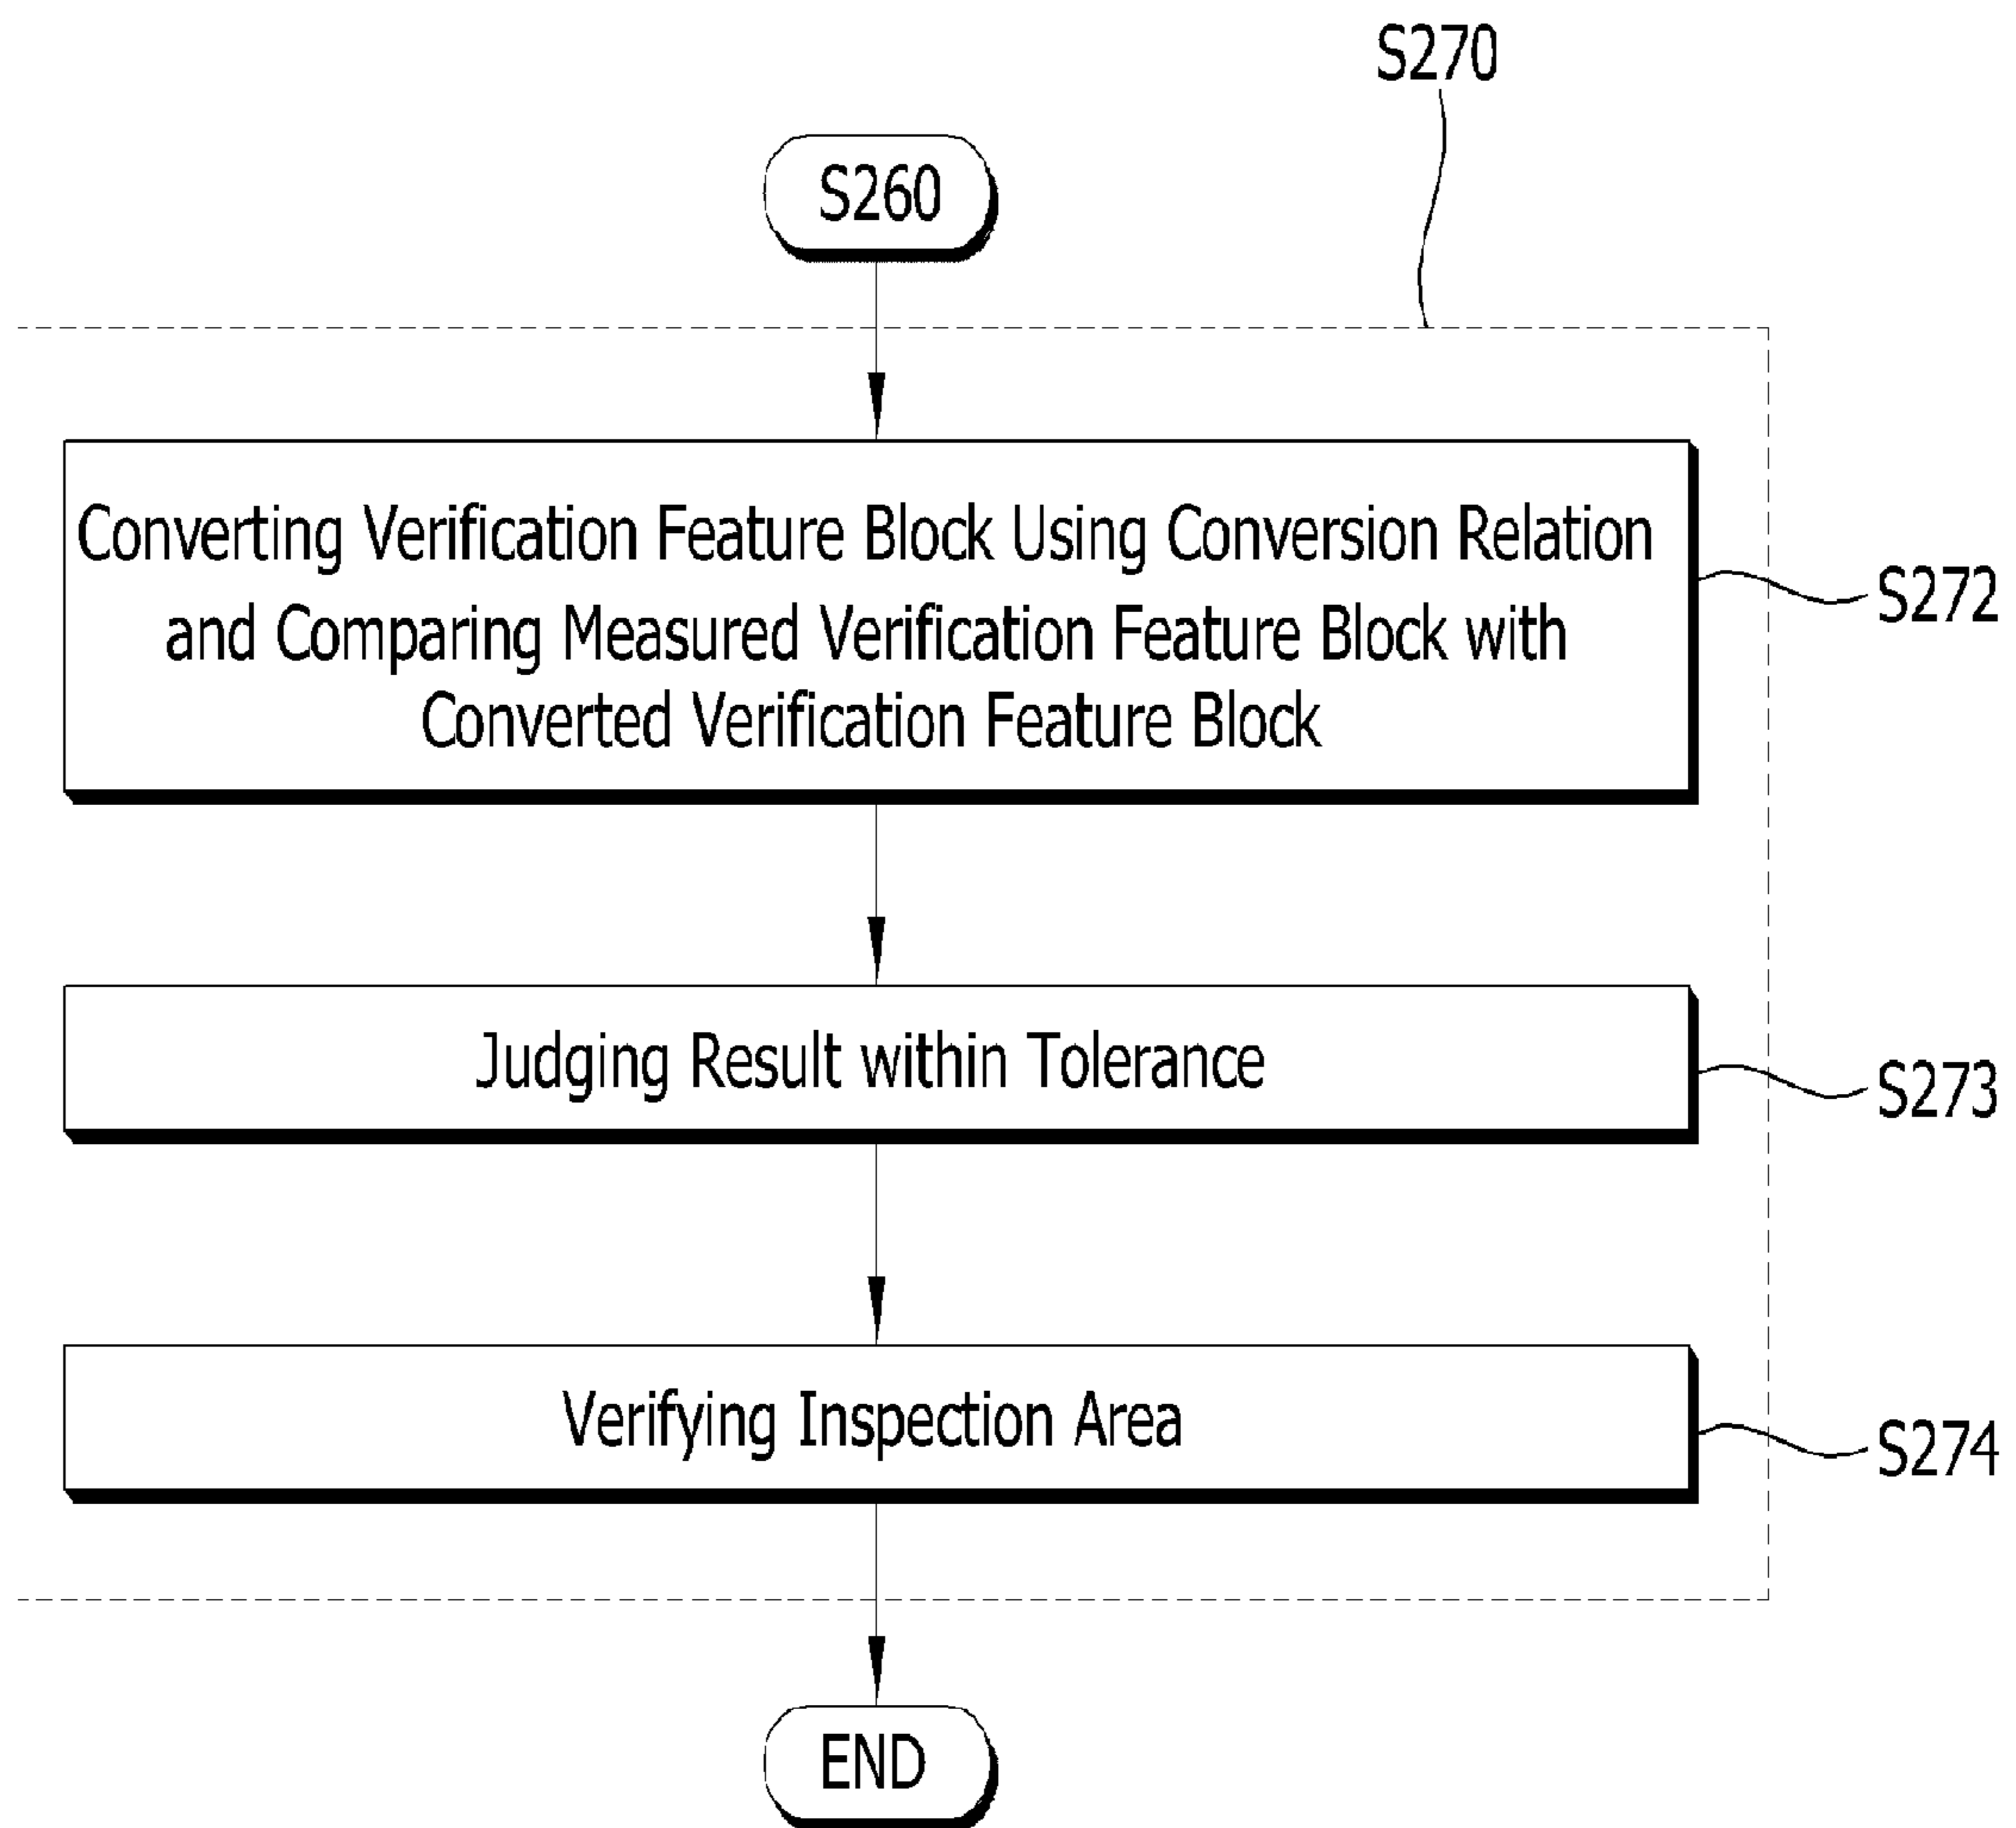 S270
S260
Converting Verification Feature Block Using Conversion Relation
and Comparing Measured Verification Feature Block with
Converted Verification Feature Block
S272
Judging Result within Tolerance
S273
Verifying Inspection Area
S274
END